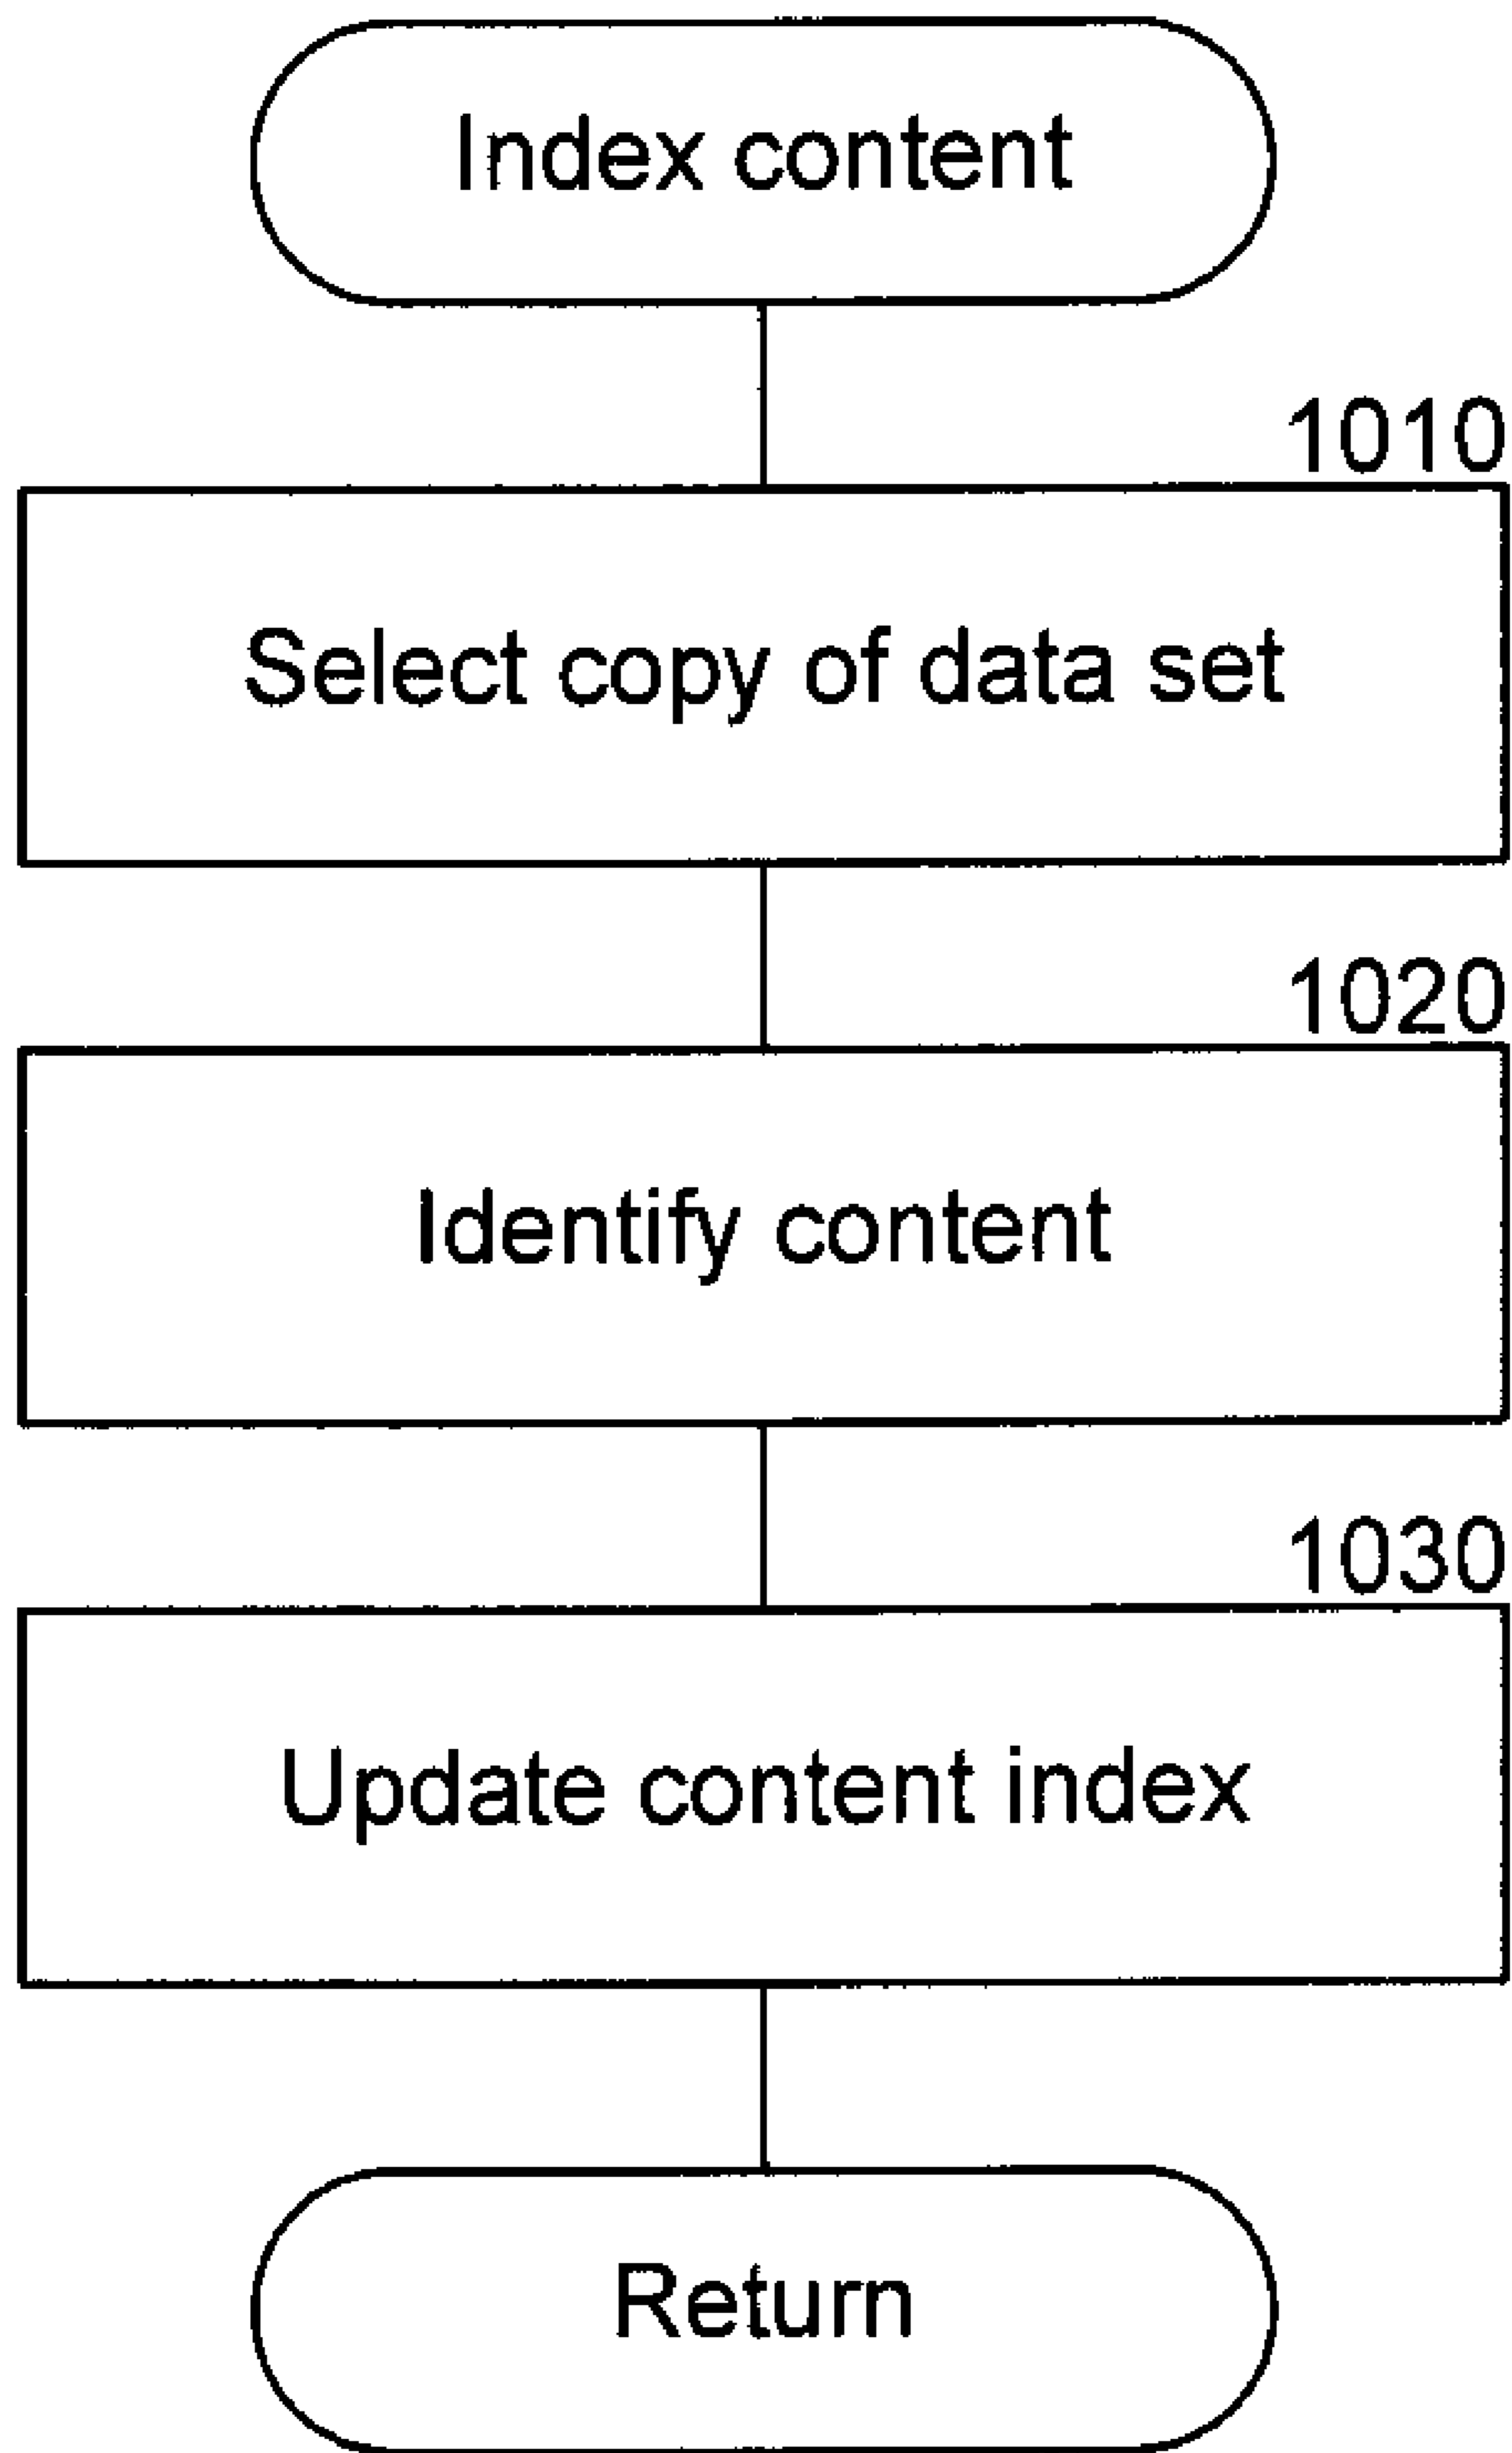 Index content
1010
Select copy of data set
1020
Identify content
1030
Update content index
Return